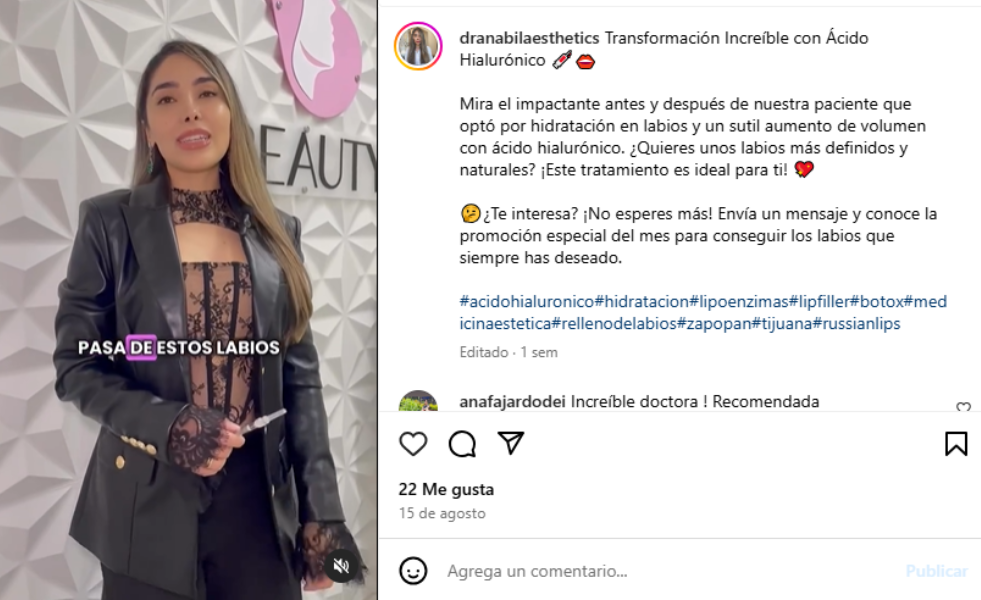 EAUTY
PASA DE ESTOS LABIOS
dranabilaesthetics Transformación Increíble con Ácido
Hialurónico 💉👄
Mira el impactante antes y después de nuestra paciente que
optó por hidratación en labios y un sutil aumento de volumen
con ácido hialurónico. ¿Quieres unos labios más definidos y
naturales? ¡Este tratamiento es ideal para ti! 💖
🤔¿Te interesa? ¡No esperes más! Envía un mensaje y conoce la
promoción especial del mes para conseguir los labios que
siempre has deseado.
#acidohialuronico#hidratacion#lipoenzimas#lipfiller#botox#med
icinaestetica#rellenodelabios#zapopan#tijuana#russianlips
Editado · 1 sem
anafajardodei Increíble doctora ! Recomendada
22 Me gusta
15 de agosto
Agrega un comentario...
Publicar